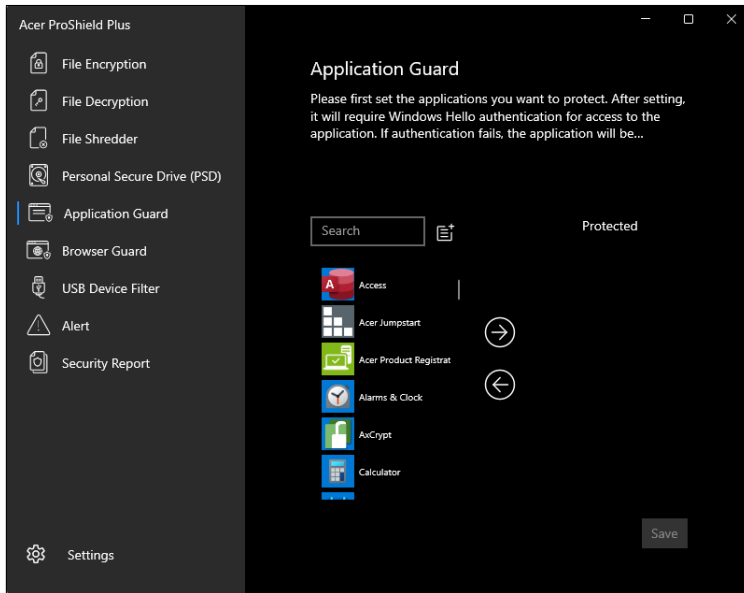 Acer ProShield Plus
File Encryption
File Decryption
File Shredder
Personal Secure Drive (PSD)
Application Guard
Browser Guard
USB Device Filter
Alert
Security Report
Settings
Application Guard
Please first set the applications you want to protect. After setting,
it will require Windows Hello authentication for access to the
application. If authentication fails, the application will be...
Search
Protected
A
Access
Acer Jumpstart
Acer Product Registrat
Alarms & Clock
AxCrypt
Calculator
Save